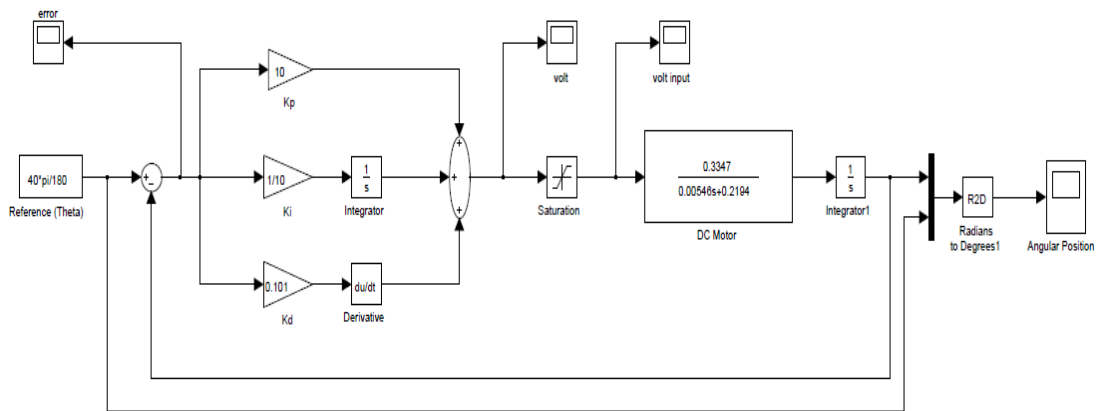 error
volt
volt input
10
Kp
40*pi/180
Reference (Theta)
+
−
1/10
Ki
1
s
Integrator
+
+
+
Saturation
0.3347
0.00546s+0.2194
DC Motor
1
s
Integrator1
R2D
Radians
to Degrees1
Angular Position
0.101
Kd
du/dt
Derivative